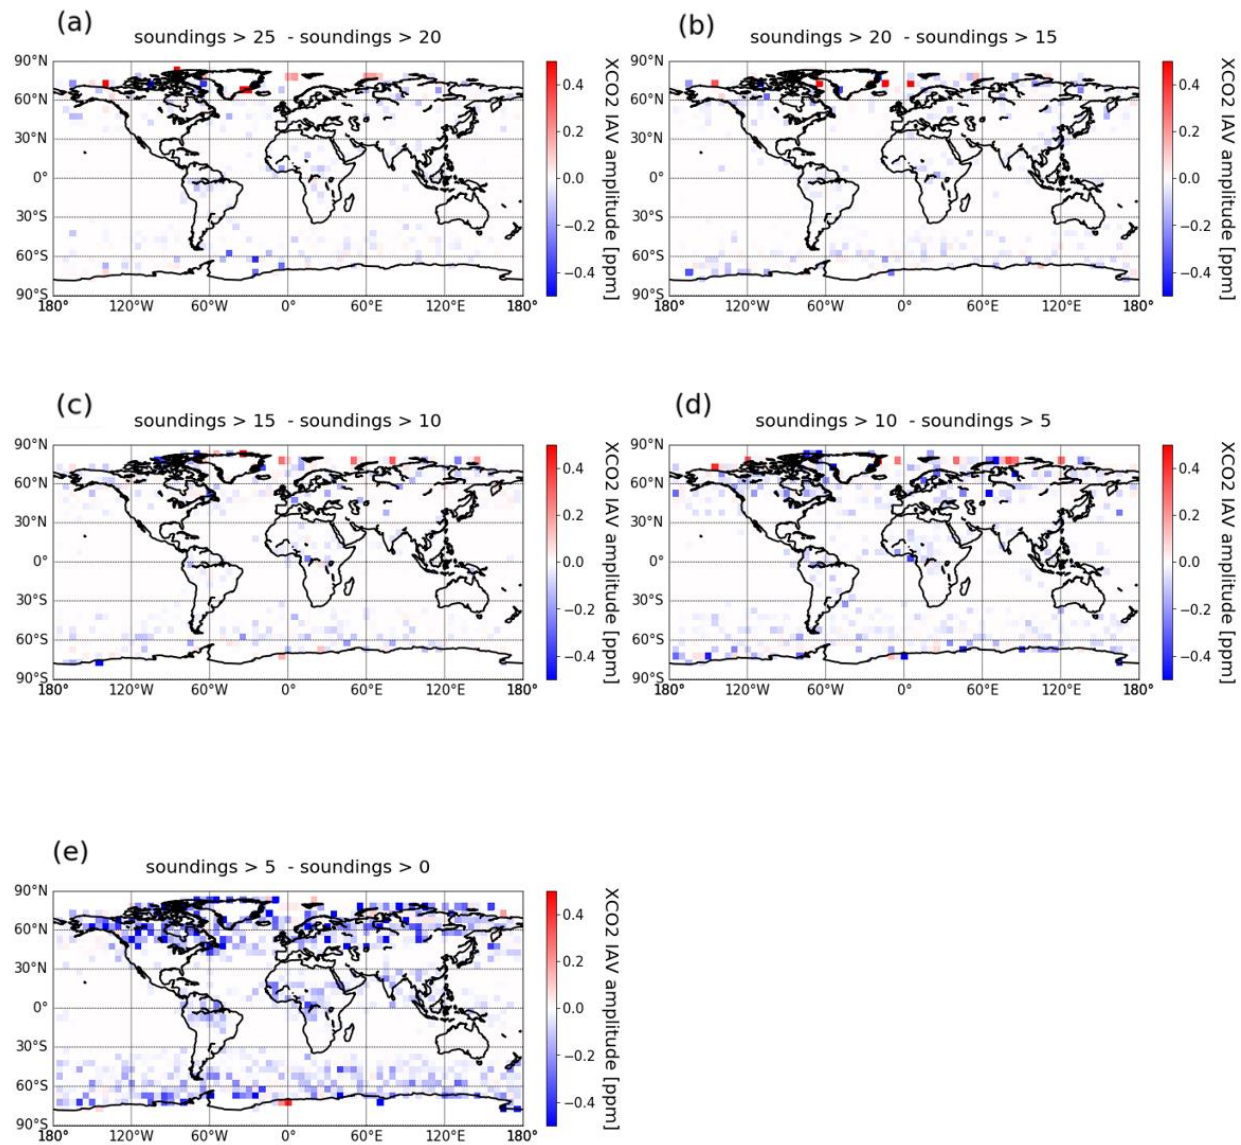 (a)
soundings > 25 - soundings > 20
90°N
60°N
30°N
0°
30°S
60°S
90°S
180° 120°W 60°W 0° 60°E 120°E 180°
0.4
0.2
0.0
−0.2
−0.4
XCO2 IAV amplitude [ppm]
(b)
soundings > 20 - soundings > 15
90°N
60°N
30°N
0°
30°S
60°S
90°S
180° 120°W 60°W 0° 60°E 120°E 180°
0.4
0.2
0.0
−0.2
−0.4
XCO2 IAV amplitude [ppm]
(c)
soundings > 15 - soundings > 10
90°N
60°N
30°N
0°
30°S
60°S
90°S
180° 120°W 60°W 0° 60°E 120°E 180°
0.4
0.2
0.0
−0.2
−0.4
XCO2 IAV amplitude [ppm]
(d)
soundings > 10 - soundings > 5
90°N
60°N
30°N
0°
30°S
60°S
90°S
180° 120°W 60°W 0° 60°E 120°E 180°
0.4
0.2
0.0
−0.2
−0.4
XCO2 IAV amplitude [ppm]
(e)
soundings > 5 - soundings > 0
90°N
60°N
30°N
0°
30°S
60°S
90°S
180° 120°W 60°W 0° 60°E 120°E 180°
0.4
0.2
0.0
−0.2
−0.4
XCO2 IAV amplitude [ppm]